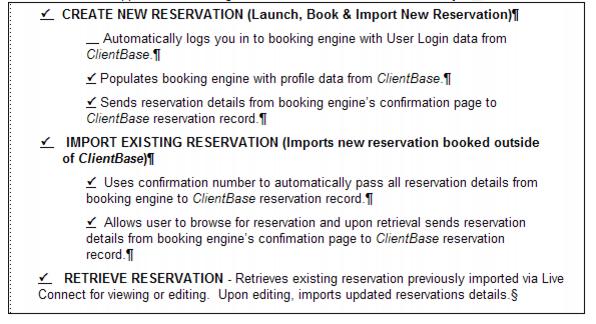 ✓ CREATE NEW RESERVATION (Launch, Book & Import New Reservation)¶
__ Automatically logs you in to booking engine with User Login data from
ClientBase.¶
✓ Populates booking engine with profile data from ClientBase.¶
✓ Sends reservation details from booking engine's confirmation page to
ClientBase reservation record.¶
✓ IMPORT EXISTING RESERVATION (Imports new reservation booked outside
of ClientBase)¶
✓ Uses confirmation number to automatically pass all reservation details from
booking engine to ClientBase reservation record.¶
✓ Allows user to browse for reservation and upon retrieval sends reservation
details from booking engine's confimation page to ClientBase reservation
record.¶
✓ RETRIEVE RESERVATION - Retrieves existing reservation previously imported via Live
Connect for viewing or editing. Upon editing, imports updated reservations details.§